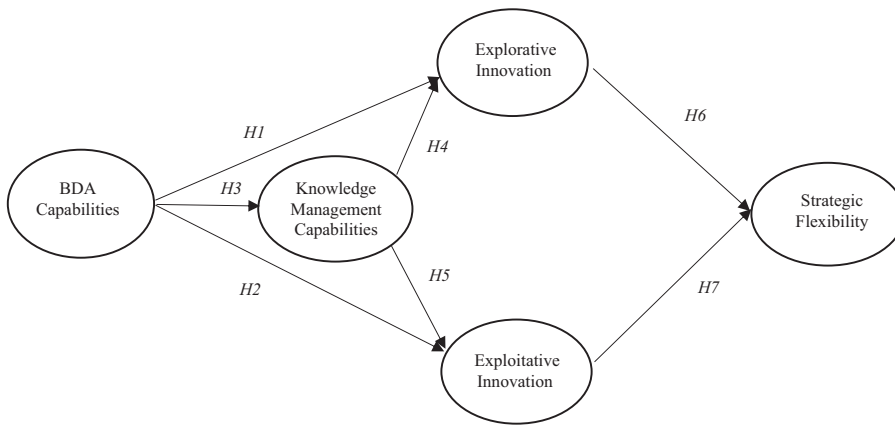 Explorative
Innovation
H1
H4
H6
BDA
Capabilities
H3
Knowledge
Management
Capabilities
Strategic
Flexibility
H2
H5
H7
Exploitative
Innovation